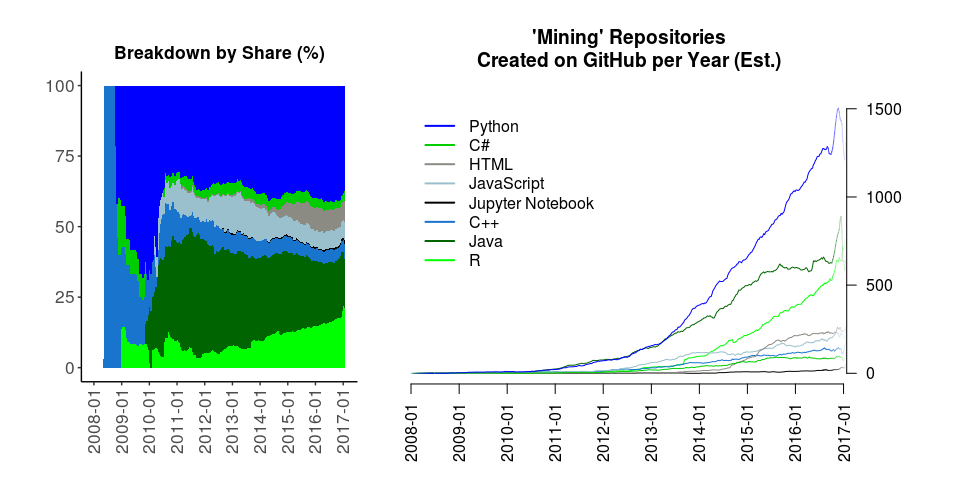 Breakdown by Share (%)
100
75
50
25
0
2008-01
2009-01
2010-01
2011-01
2012-01
2013-01
2014-01
2015-01
2016-01
2017-01
'Mining' Repositories
Created on GitHub per Year (Est.)
Python
C#
HTML
JavaScript
Jupyter Notebook
C++
Java
R
1500
1000
500
0
2008-01
2009-01
2010-01
2011-01
2012-01
2013-01
2014-01
2015-01
2016-01
2017-01